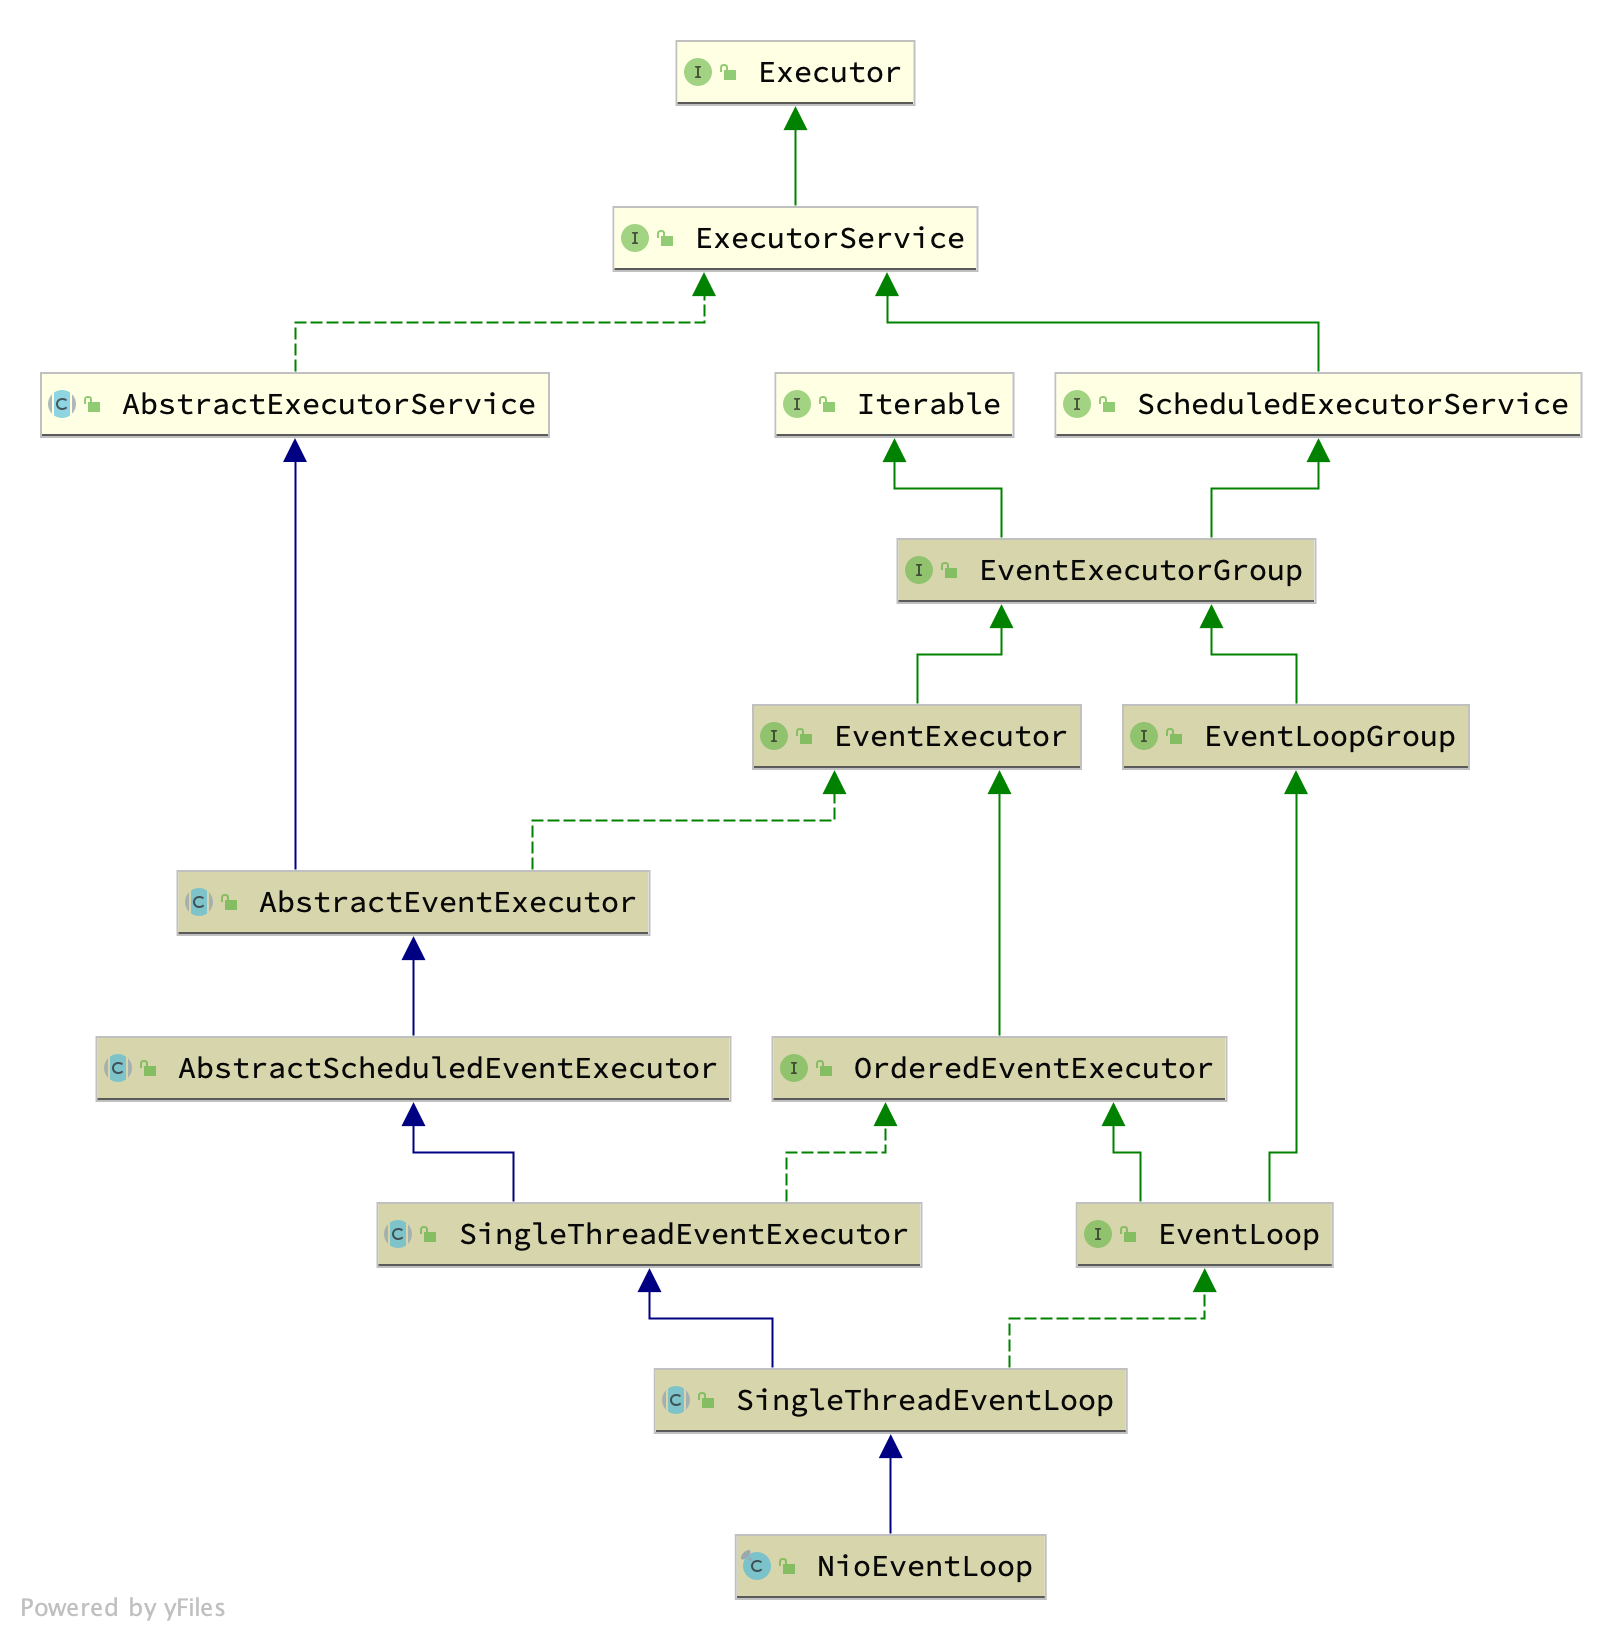 Executor
ExecutorService
AbstractExecutorService
Iterable
ScheduledExecutorService
EventExecutorGroup
EventExecutor
EventLoopGroup
AbstractEventExecutor
AbstractScheduledEventExecutor
OrderedEventExecutor
SingleThreadEventExecutor
EventLoop
SingleThreadEventLoop
NioEventLoop
Powered by yFiles